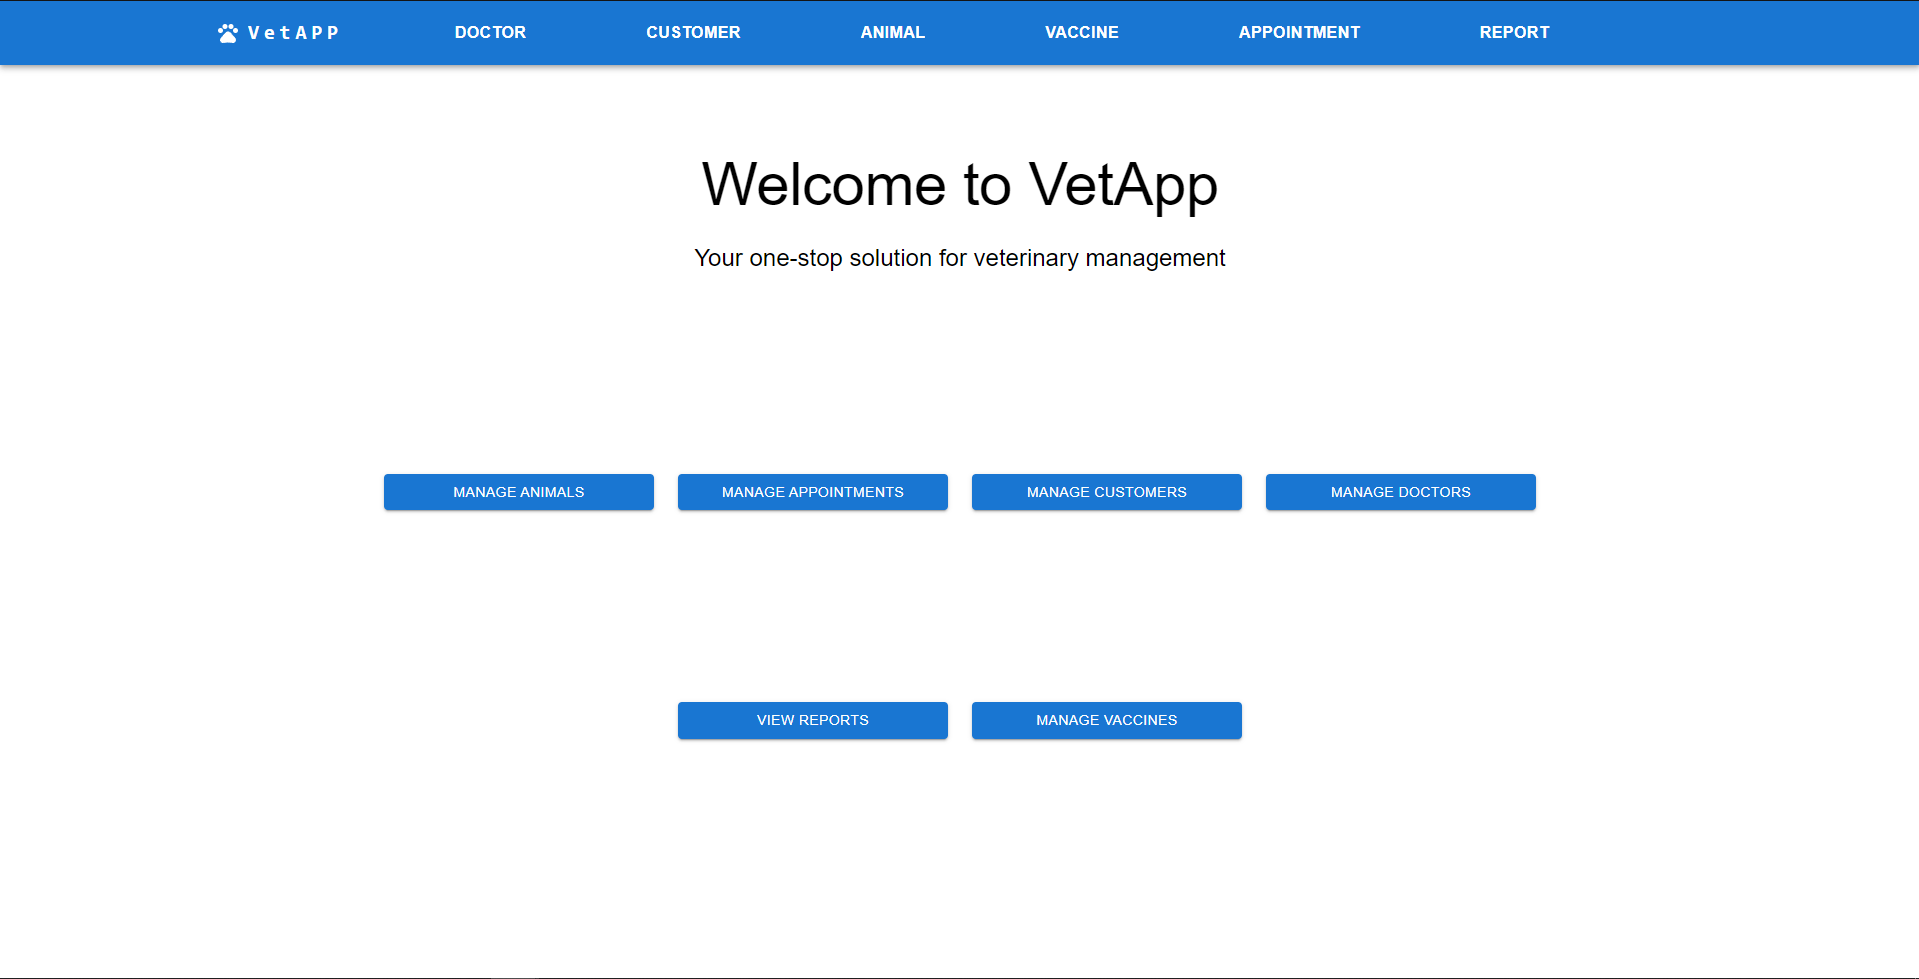 VetAPP DOCTOR CUSTOMER ANIMAL VACCINE APPOINTMENT REPORT
Welcome to VetApp
Your one-stop solution for veterinary management
MANAGE ANIMALS MANAGE APPOINTMENTS MANAGE CUSTOMERS MANAGE DOCTORS
VIEW REPORTS MANAGE VACCINES